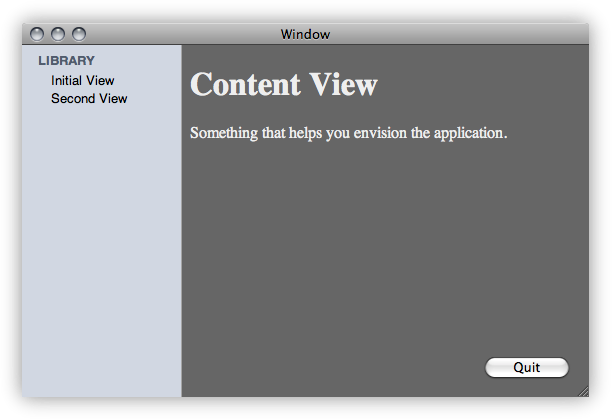 Window
LIBRARY
Initial View
Second View
Content View
Something that helps you envision the application.
Quit